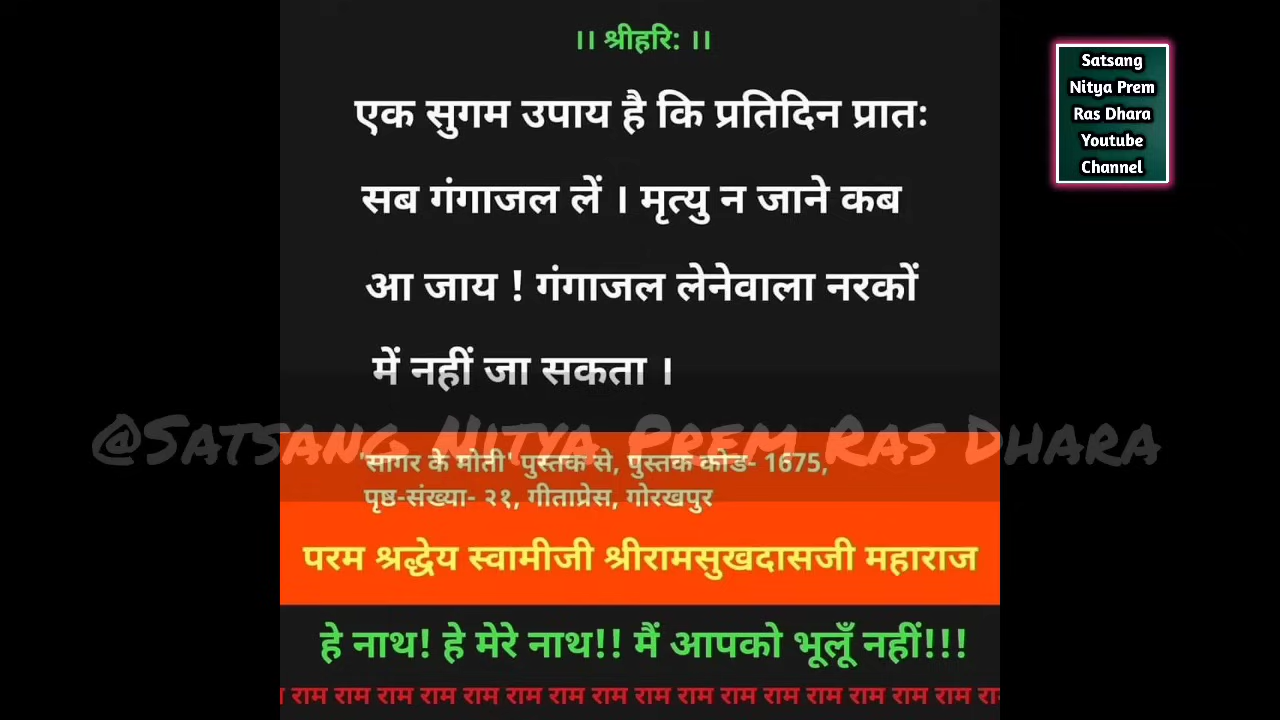 ।। श्रीहरि: ।।
एक सुगम उपाय है कि प्रतिदिन प्रातः
सब गंगाजल लें । मृत्यु न जाने कब
आ जाय ! गंगाजल लेनेवाला नरकों
में नहीं जा सकता ।
@Satsang Nitya Prem Ras Dhara
'सागर के मोती' पुस्तक से, पुस्तक कोड- 1675,
पृष्ठ-संख्या- २१, गीताप्रेस, गोरखपुर
परम श्रद्धेय स्वामीजी श्रीरामसुखदासजी महाराज
हे नाथ! हे मेरे नाथ!! मैं आपको भूलूँ नहीं!!!
राम राम राम राम राम राम राम राम राम राम राम राम राम राम राम राम
Satsang
Nitya Prem
Ras Dhara
Youtube
Channel